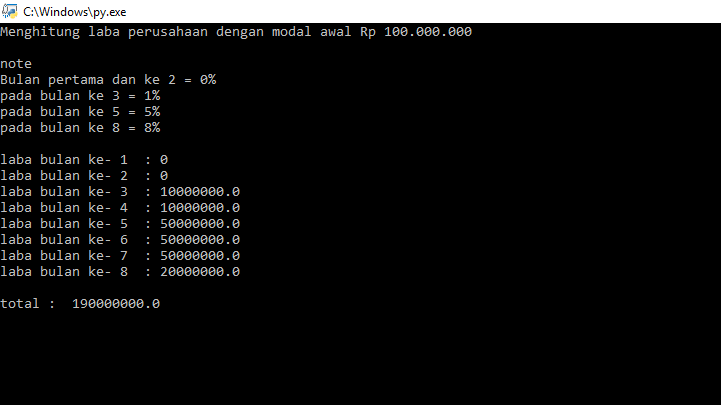 C:\Windows\py.exe
Menghitung laba perusahaan dengan modal awal Rp 100.000.000
note
Bulan pertama dan ke 2 = 0%
pada bulan ke 3 = 1%
pada bulan ke 5 = 5%
pada bulan ke 8 = 8%
laba bulan ke- 1  : 0
laba bulan ke- 2  : 0
laba bulan ke- 3  : 10000000.0
laba bulan ke- 4  : 10000000.0
laba bulan ke- 5  : 50000000.0
laba bulan ke- 6  : 50000000.0
laba bulan ke- 7  : 50000000.0
laba bulan ke- 8  : 20000000.0
total :  190000000.0